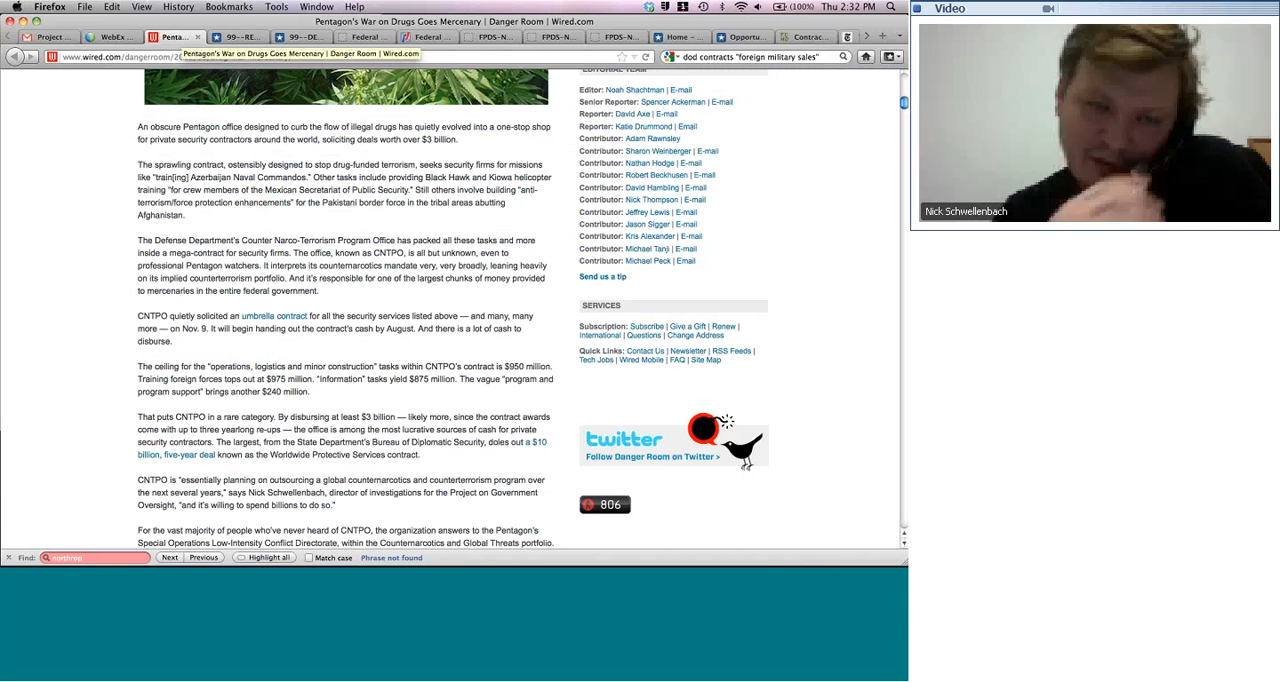 Firefox File Edit View History Bookmarks Tools Window Help (100%) Thu 2:32 PM
Pentagon's War on Drugs Goes Mercenary | Danger Room | Wired.com
Project ... WebEx ... Penta... 99--RE... 99--DE... Federal ... Federal ... FPDS-N... FPDS-N... FPDS-N... Home - ... Opportu... Contrac...
Pentagon's War on Drugs Goes Mercenary | Danger Room | Wired.com
www.wired.com/dangerroom/20
dod contracts "foreign military sales"
An obscure Pentagon office designed to curb the flow of illegal drugs has quietly evolved into a one-stop shop
for private security contractors around the world, soliciting deals worth over $3 billion.
The sprawling contract, ostensibly designed to stop drug-funded terrorism, seeks security firms for missions
like "train[ing] Azerbaijan Naval Commandos." Other tasks include providing Black Hawk and Kiowa helicopter
training "for crew members of the Mexican Secretariat of Public Security." Still others involve building "anti-
terrorism/force protection enhancements" for the Pakistani border force in the tribal areas abutting
Afghanistan.
The Defense Department's Counter Narco-Terrorism Program Office has packed all these tasks and more
inside a mega-contract for security firms. The office, known as CNTPO, is all but unknown, even to
professional Pentagon watchers. It interprets its counternarcotics mandate very, very broadly, leaning heavily
on its implied counterterrorism portfolio. And it's responsible for one of the largest chunks of money provided
to mercenaries in the entire federal government.
CNTPO quietly solicited an umbrella contract for all the security services listed above — and many, many
more — on Nov. 9. It will begin handing out the contract's cash by August. And there is a lot of cash to
disburse.
The ceiling for the "operations, logistics and minor construction" tasks within CNTPO's contract is $950 million.
Training foreign forces tops out at $975 million. "Information" tasks yield $875 million. The vague "program and
program support" brings another $240 million.
That puts CNTPO in a rare category. By disbursing at least $3 billion — likely more, since the contract awards
come with up to three yearlong re-ups — the office is among the most lucrative sources of cash for private
security contractors. The largest, from the State Department's Bureau of Diplomatic Security, doles out a $10
billion, five-year deal known as the Worldwide Protective Services contract.
CNTPO is "essentially planning on outsourcing a global counternarcotics and counterterrorism program over
the next several years," says Nick Schwellenbach, director of investigations for the Project on Government
Oversight, "and it's willing to spend billions to do so."
For the vast majority of people who've never heard of CNTPO, the organization answers to the Pentagon's
Special Operations Low-Intensity Conflict Directorate, within the Counternarcotics and Global Threats portfolio.
EDITORIAL TEAM
Editor: Noah Shachtman | E-mail
Senior Reporter: Spencer Ackerman | E-mail
Reporter: David Axe | E-mail
Reporter: Katie Drummond | Email
Contributor: Adam Rawnsley
Contributor: Sharon Weinberger | E-mail
Contributor: Nathan Hodge | E-mail
Contributor: Robert Beckhusen | E-mail
Contributor: David Hambling | E-mail
Contributor: Nick Thompson | E-mail
Contributor: Jeffrey Lewis | E-mail
Contributor: Jason Sigger | E-mail
Contributor: Kris Alexander | E-mail
Contributor: Michael Tanji | E-mail
Contributor: Michael Peck | Email
Send us a tip
SERVICES
Subscription: Subscribe | Give a Gift | Renew |
International | Questions | Change Address
Quick Links: Contact Us | Newsletter | RSS Feeds |
Tech Jobs | Wired Mobile | FAQ | Site Map
twitter
Follow Danger Room on Twitter >
806
Find: northrop Next Previous Highlight all Match case Phrase not found
Video
Nick Schwellenbach